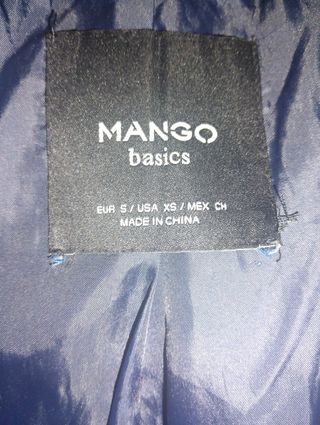 MANGO
basics
EUR S / USA XS / MEX CH
MADE IN CHINA